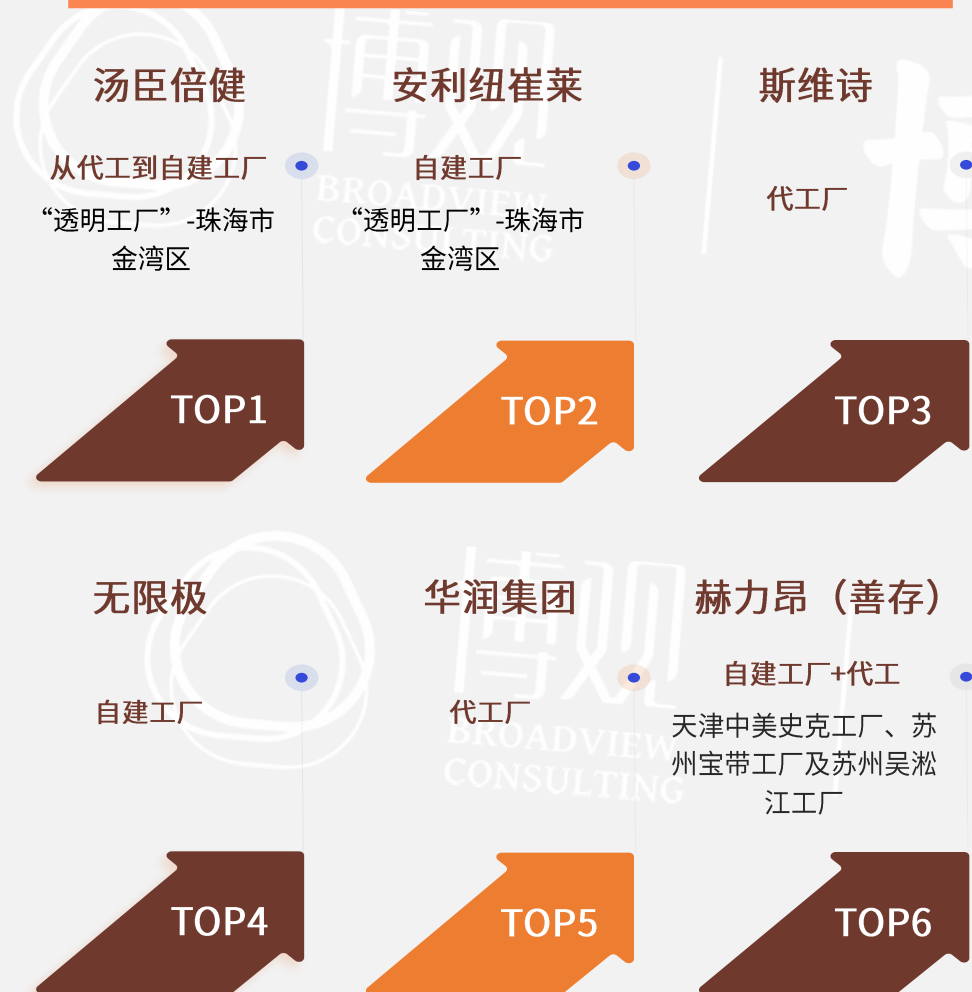 汤臣倍健
从代工到自建工厂
“透明工厂”-珠海市
金湾区
TOP1
安利纽崔莱
自建工厂
“透明工厂”-珠海市
金湾区
TOP2
斯维诗
代工厂
TOP3
无限极
自建工厂
TOP4
华润集团
代工厂
TOP5
赫力昂（善存）
自建工厂+代工
天津中美史克工厂、苏
州宝带工厂及苏州吴淞
江工厂
TOP6
博观
BROADVIEW
CONSULTING
博观
BROADVIEW
CONSULTING